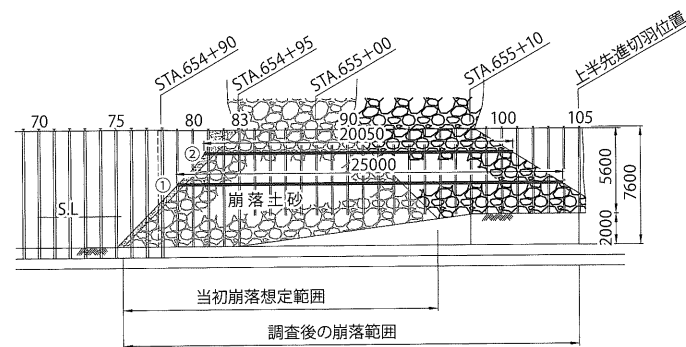 STA.654+90
STA.654+95
STA.655+00
STA.655+10
上半先進切羽位置
70 75 80 83 90 100 105
20050
②
25000
①
崩落土砂
S.L
5600
7600
2000
当初崩落想定範囲
調査後の崩落範囲